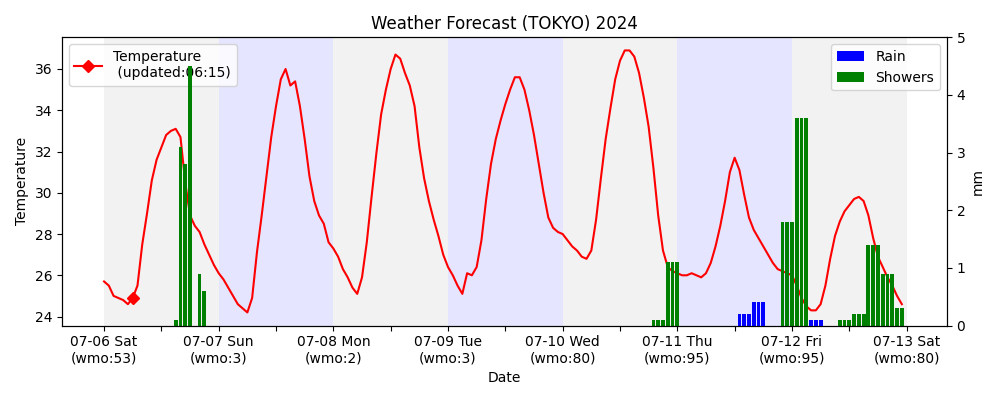 Weather Forecast (TOKYO) 2024
Temperature
(updated:06:15)
Rain
Showers
36
34
32
30
28
26
24
Temperature
5
4
3
2
1
0
mm
07-06 Sat
(wmo:53)
07-07 Sun
(wmo:3)
07-08 Mon
(wmo:2)
07-09 Tue
(wmo:3)
07-10 Wed
(wmo:80)
07-11 Thu
(wmo:95)
07-12 Fri
(wmo:95)
07-13 Sat
(wmo:80)
Date